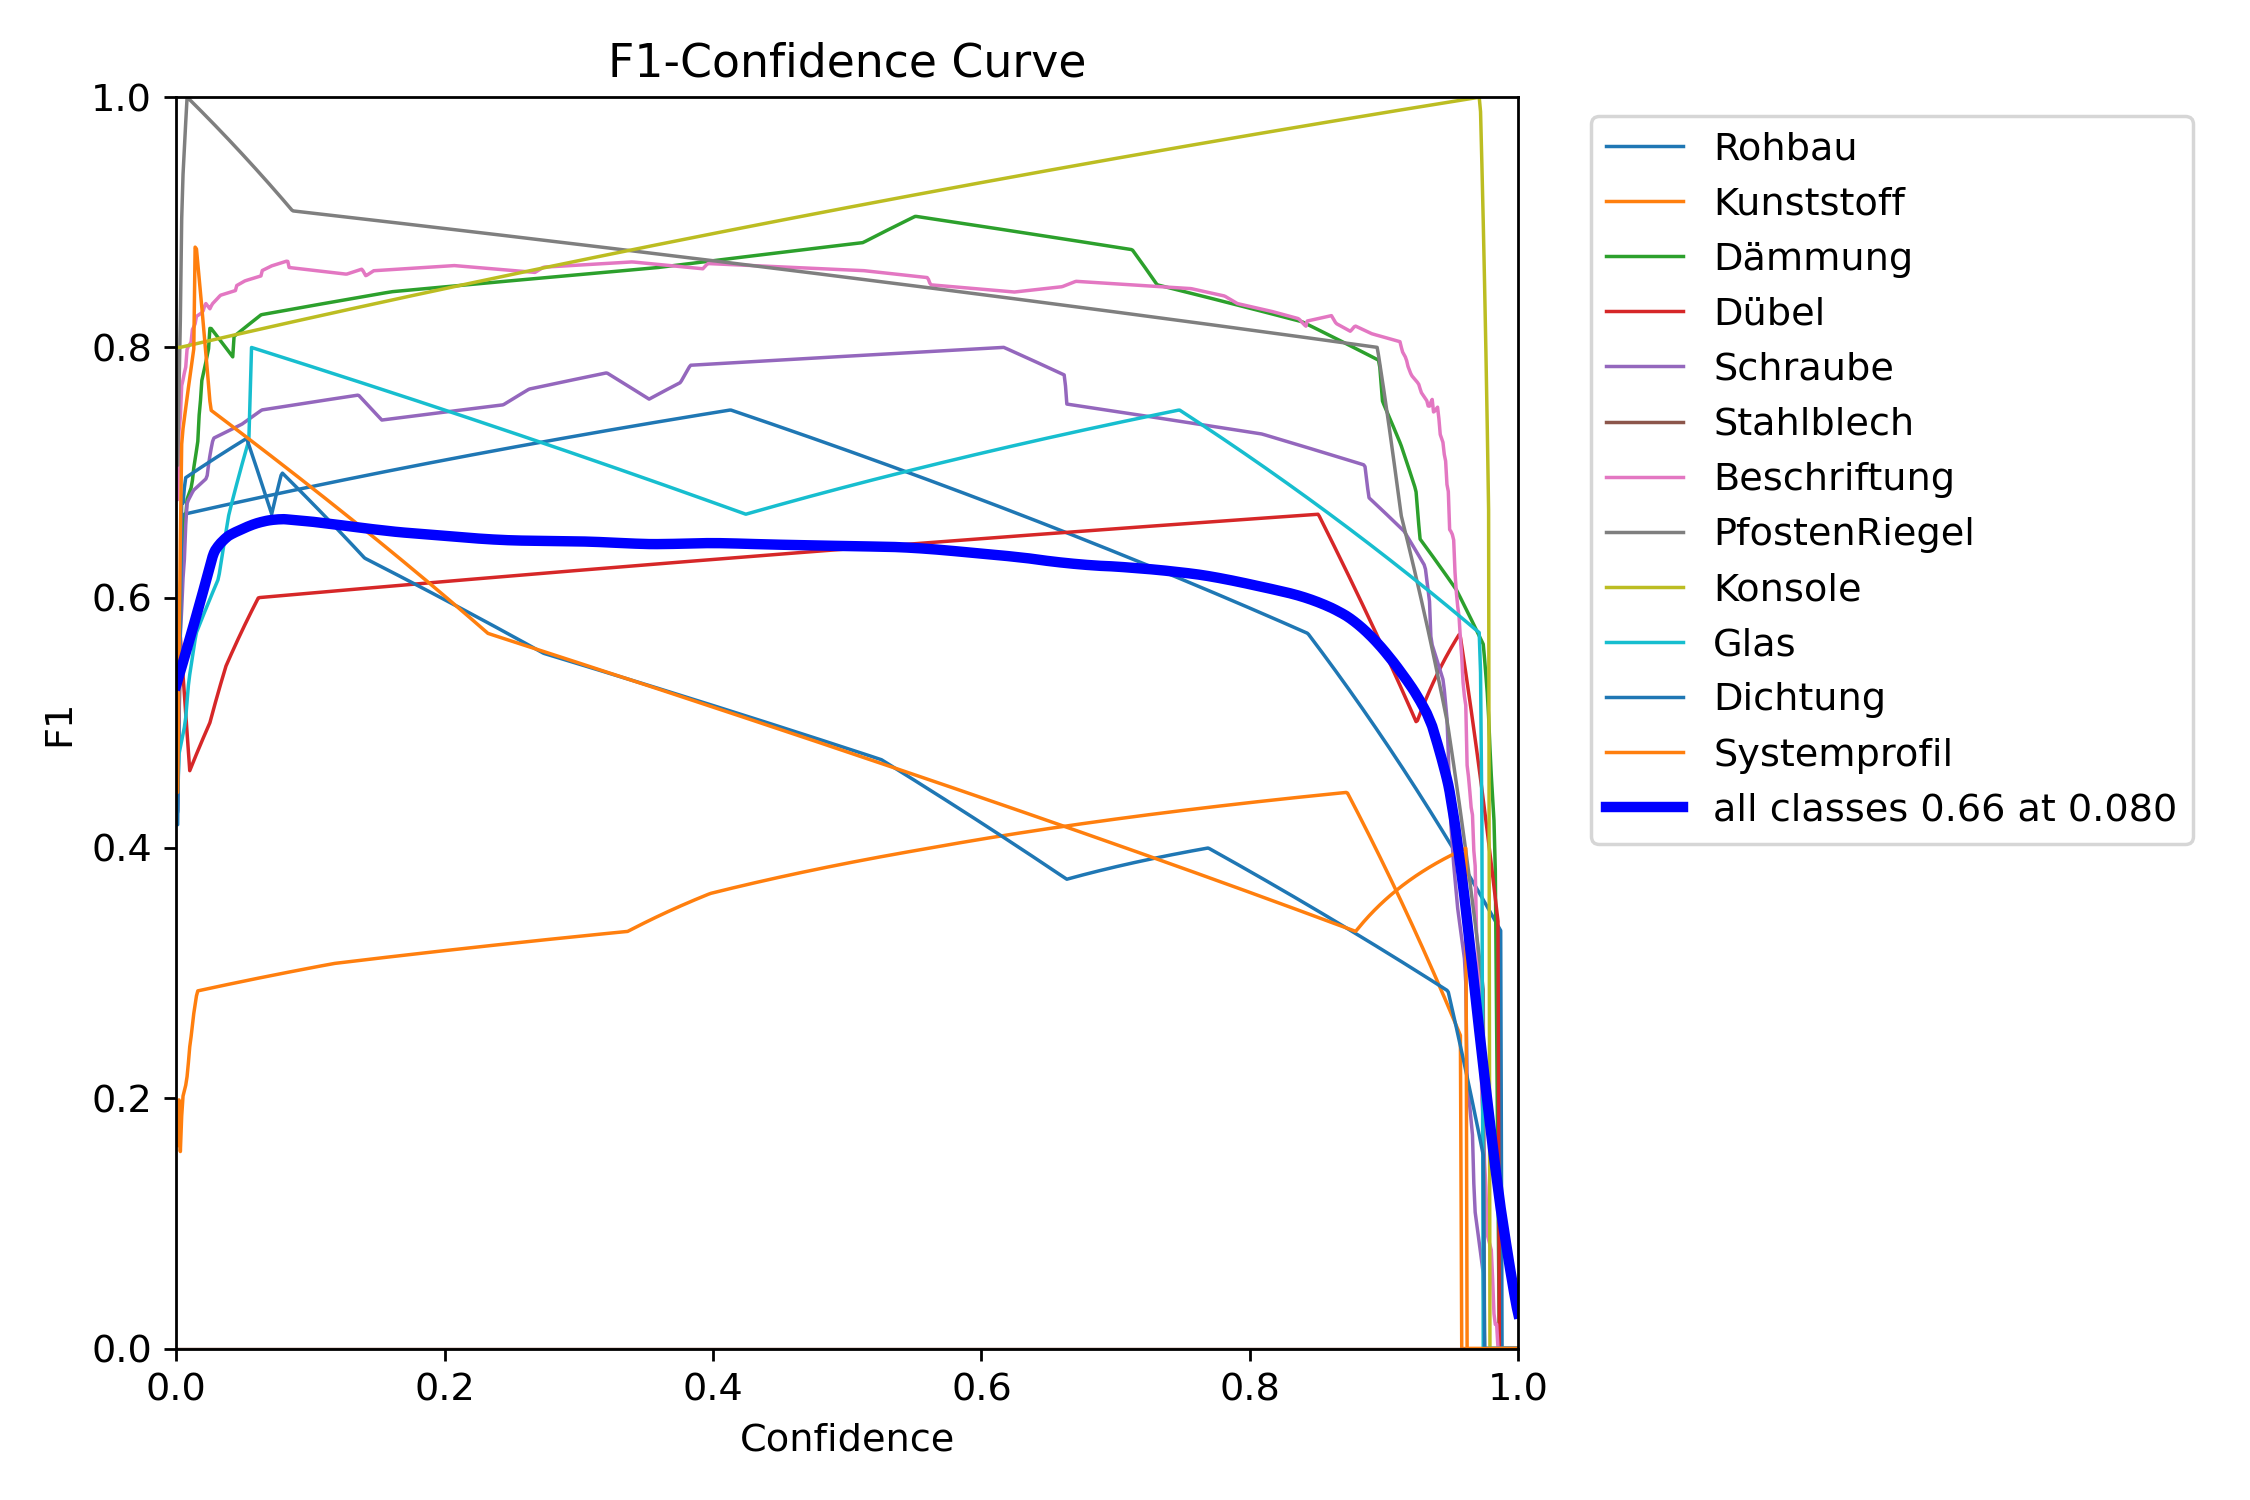 F1-Confidence Curve
1.0
0.8
0.6
0.4
0.2
0.0
F1
0.0 0.2 0.4 0.6 0.8 1.0
Confidence
Rohbau
Kunststoff
Dämmung
Dübel
Schraube
Stahlblech
Beschriftung
PfostenRiegel
Konsole
Glas
Dichtung
Systemprofil
all classes 0.66 at 0.080